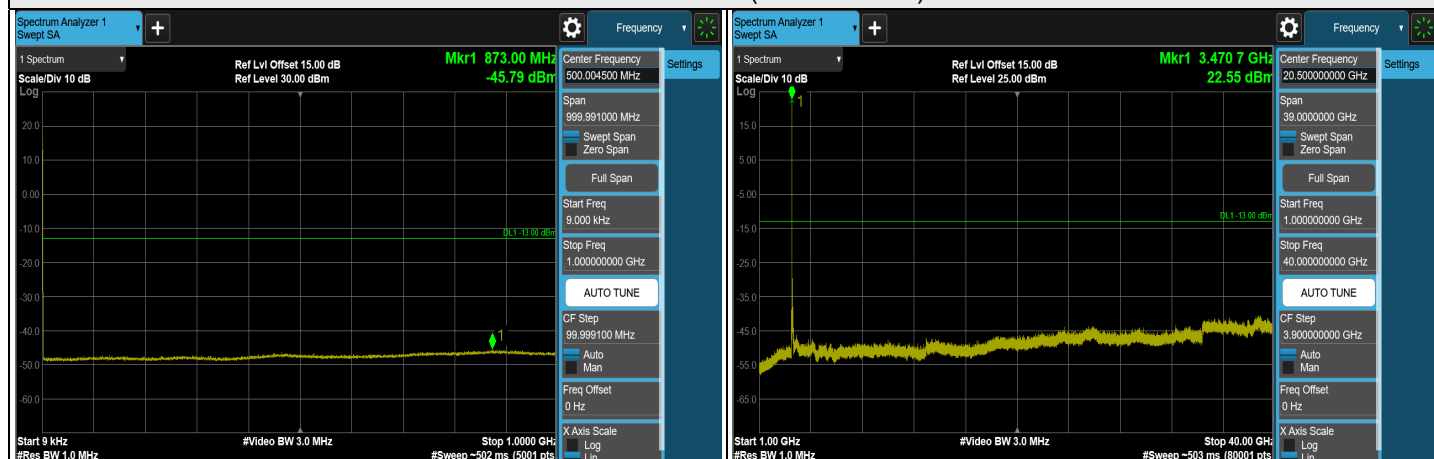 Spectrum Analyzer 1
Swept SA
Frequency
1 Spectrum
Scale/Div 10 dB
Log
Ref Lvl Offset 15.00 dB
Ref Level 30.00 dBm
Mkr1 873.00 MHz
-45.79 dBm
1
20.0
10.0
0.00
-10.0
-20.0
-30.0
-40.0
-50.0
-60.0
DL1 -13.00 dBm
Start 9 kHz
#Res BW 1.0 MHz
#Video BW 3.0 MHz
Stop 1.0000 GHz
#Sweep ~502 ms (5001 pts
Center Frequency
500.004500 MHz
Span
999.991000 MHz
Swept Span
Zero Span
Full Span
Start Freq
9.000 kHz
Stop Freq
1.000000000 GHz
AUTO TUNE
CF Step
99.999100 MHz
Auto
Man
Freq Offset
0 Hz
X Axis Scale
Log
Lin
Settings
Spectrum Analyzer 1
Swept SA
Frequency
1 Spectrum
Scale/Div 10 dB
Log
Ref Lvl Offset 15.00 dB
Ref Level 25.00 dBm
Mkr1 3.470 7 GHz
22.55 dBm
1
15.0
5.00
-5.00
-15.0
-25.0
-35.0
-45.0
-55.0
-65.0
DL1 -13.00 dBm
Start 1.00 GHz
#Res BW 1.0 MHz
#Video BW 3.0 MHz
Stop 40.00 GHz
#Sweep ~503 ms (80001 pts
Center Frequency
20.500000000 GHz
Span
39.0000000 GHz
Swept Span
Zero Span
Full Span
Start Freq
1.000000000 GHz
Stop Freq
40.000000000 GHz
AUTO TUNE
CF Step
3.900000000 GHz
Auto
Man
Freq Offset
0 Hz
X Axis Scale
Log
Lin
Settings